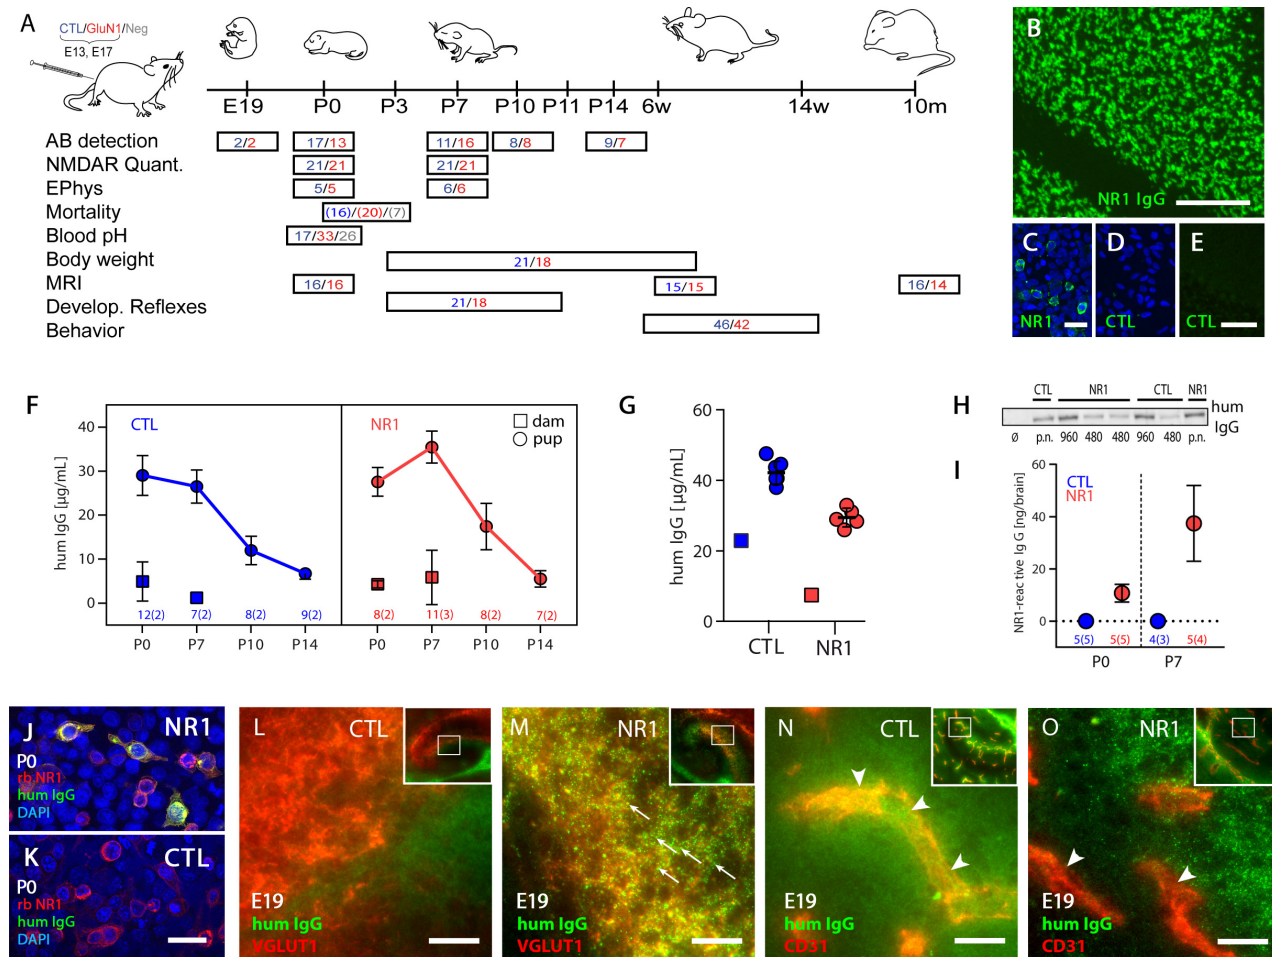 A
CTL/GluN1/Neg
E13, E17
E19 P0 P3 P7 P10 P11 P14 6w 14w 10m
AB detection 2/2 17/13 11/16 8/8 9/7
NMDAR Quant. 21/21 21/21
EPhys 5/5 6/6
Mortality (16)/(20)/(7)
Blood pH 17/33/26
Body weight 21/18
MRI 16/16 15/15 16/14
Develop. Reflexes 21/18
Behavior 46/42
B
NR1 IgG
C D E
NR1 CTL CTL
F
CTL NR1
dam
pup
hum IgG [µg/mL]
40
30
20
10
0
12(2) 7(2) 8(2) 9(2) 8(2) 11(3) 8(2) 7(2)
P0 P7 P10 P14 P0 P7 P10 P14
G
hum IgG [µg/mL]
60
40
20
0
CTL NR1
H
CTL NR1 CTL NR1
hum
IgG
Ø p.n. 960 480 480 960 480 p.n.
I
CTL
NR1
NR1-reactive IgG [ng/brain]
60
40
20
0
5(5) 5(5) 4(3) 5(4)
P0 P7
J NR1
P0
rb NR1
hum IgG
DAPI
K CTL
P0
rb NR1
hum IgG
DAPI
L CTL
E19
hum IgG
VGLUT1
M NR1
E19
hum IgG
VGLUT1
N CTL
E19
hum IgG
CD31
O NR1
E19
hum IgG
CD31